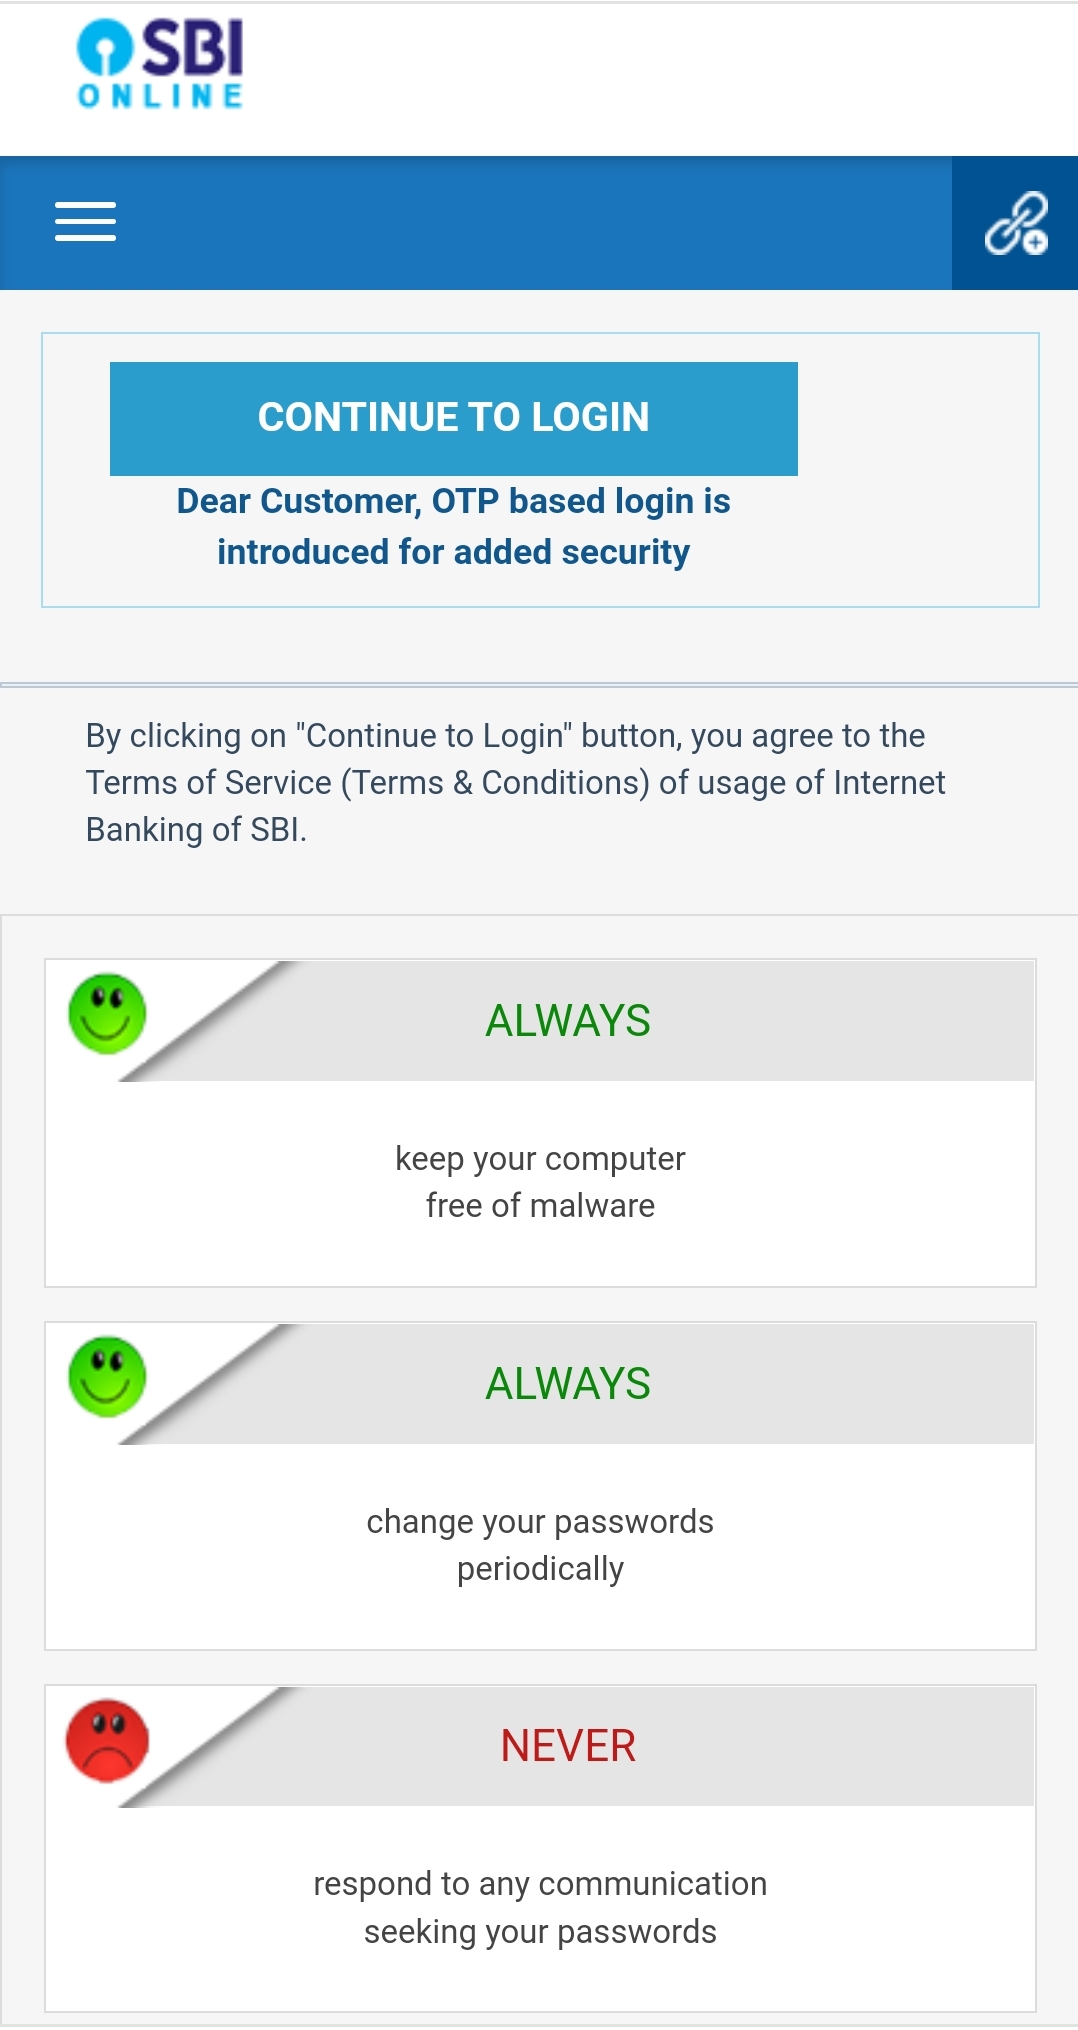 SBI
ONLINE
CONTINUE TO LOGIN
Dear Customer, OTP based login is
introduced for added security
By clicking on "Continue to Login" button, you agree to the
Terms of Service (Terms & Conditions) of usage of Internet
Banking of SBI.
ALWAYS
keep your computer
free of malware
ALWAYS
change your passwords
periodically
NEVER
respond to any communication
seeking your passwords